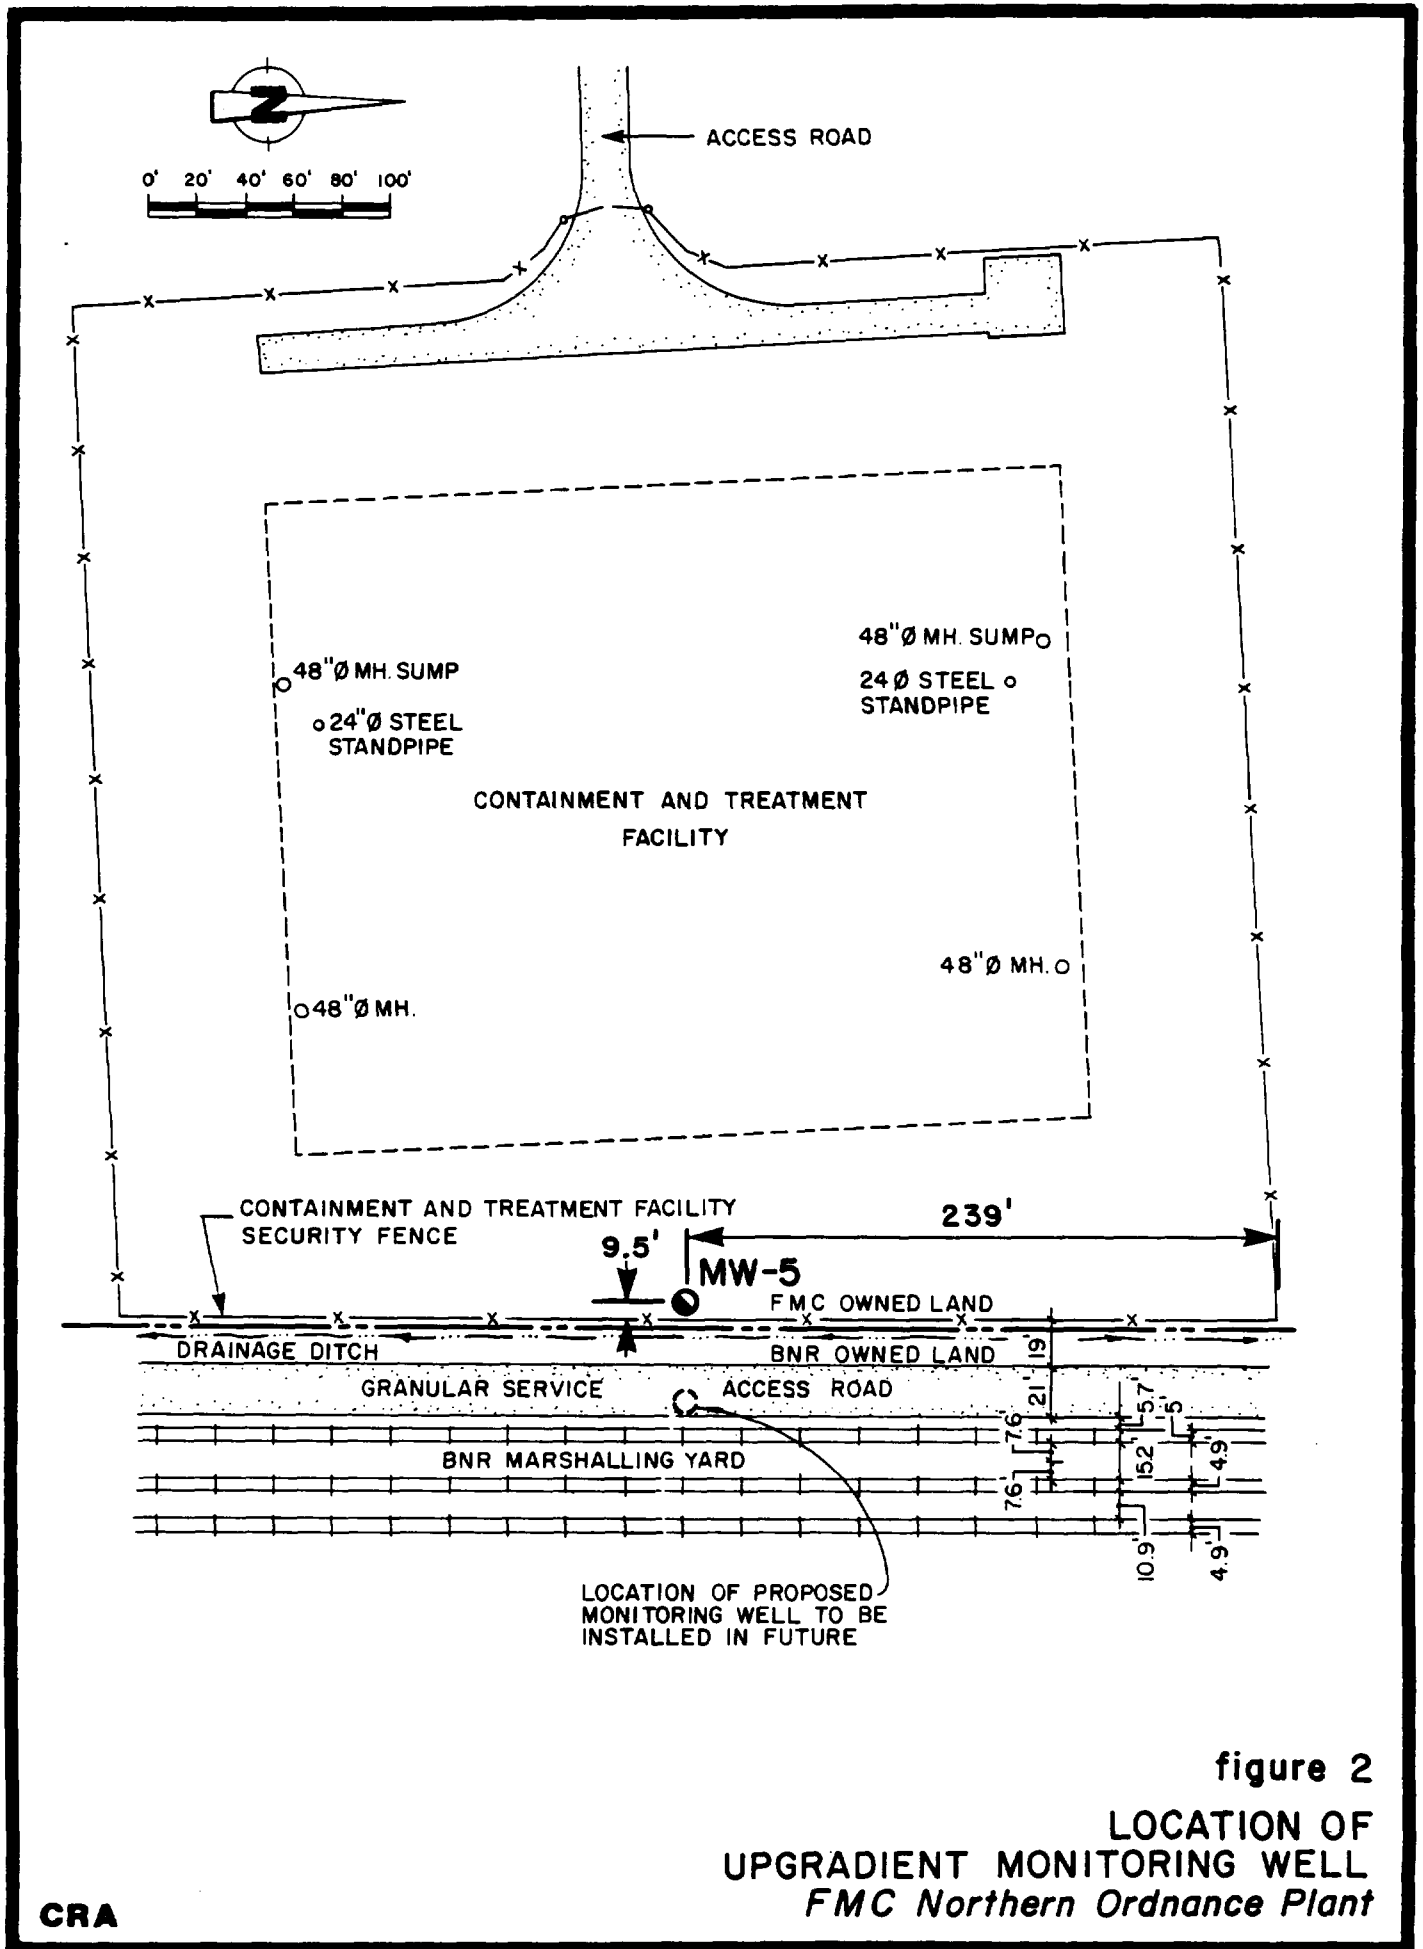 N
ACCESS ROAD
0' 20' 40' 60' 80' 100'
48"Ø MH. SUMP
48"Ø MH. SUMP
24"Ø STEEL
STANDPIPE
24 Ø STEEL
STANDPIPE
CONTAINMENT AND TREATMENT
FACILITY
48"Ø MH.
48"Ø MH.
CONTAINMENT AND TREATMENT FACILITY
SECURITY FENCE
239'
9.5'
MW-5
FMC OWNED LAND
DRAINAGE DITCH
BNR OWNED LAND
19'
GRANULAR SERVICE ACCESS ROAD
21'
5.7'
5'
7.6'
BNR MARSHALLING YARD
15.2'
4.9'
7.6'
10.9'
4.9'
LOCATION OF PROPOSED
MONITORING WELL TO BE
INSTALLED IN FUTURE
figure 2
LOCATION OF
UPGRADIENT MONITORING WELL
FMC Northern Ordnance Plant
CRA